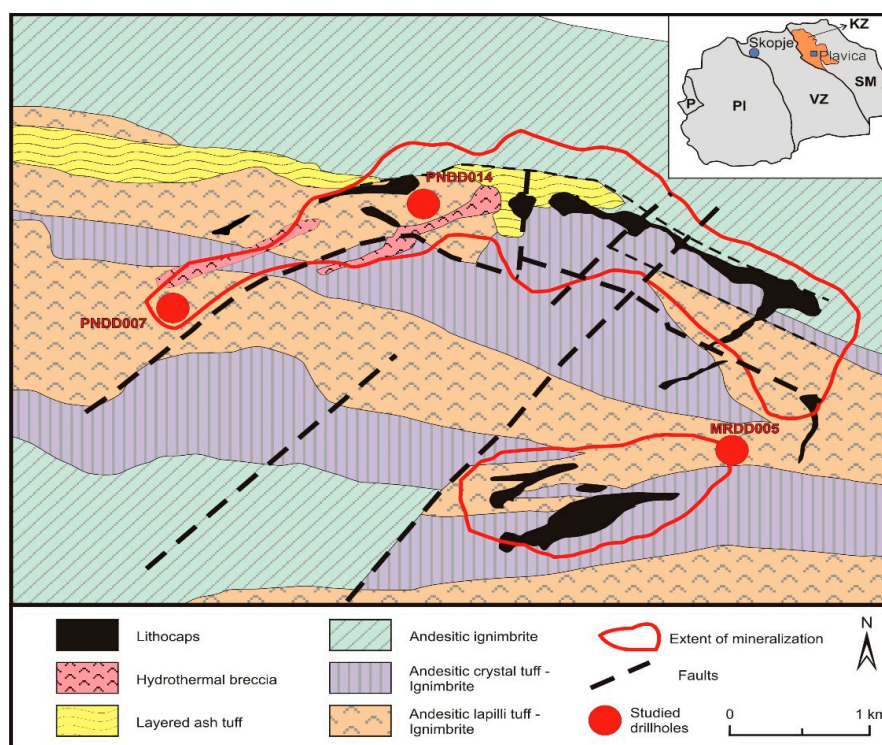 KZ
Skopje
Plavica
SM
P
PI
VZ
PNDD014
PNDD007
MRDD005
Lithocaps
Hydrothermal breccia
Layered ash tuff
Andesitic ignimbrite
Andesitic crystal tuff -
Ignimbrite
Andesitic lapilli tuff -
Ignimbrite
Extent of mineralization
Faults
Studied
drillholes
N
0
1 km